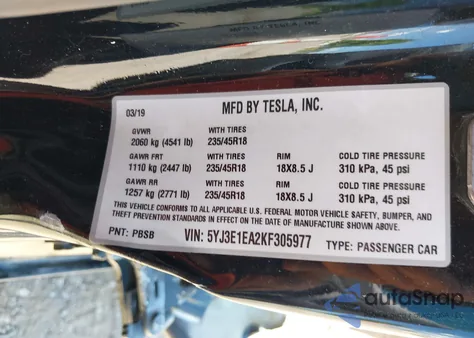 MFD BY TESLA, INC.
03/19 MFD BY TESLA, INC.
GVWR WITH TIRES
2060 kg (4541 lb) 235/45R18
GAWR FRT WITH TIRES RIM COLD TIRE PRESSURE
1110 kg (2447 lb) 235/45R18 18X8.5 J 310 kPa, 45 psi
GAWR RR WITH TIRES RIM COLD TIRE PRESSURE
1257 kg (2771 lb) 235/45R18 18X8.5 J 310 kPa, 45 psi
THIS VEHICLE CONFORMS TO ALL APPLICABLE U.S. FEDERAL MOTOR VEHICLE SAFETY, BUMPER, AND
THEFT PREVENTION STANDARDS IN EFFECT ON THE DATE OF MANUFACTURE SHOWN ABOVE.
PNT: PBSB VIN: 5YJ3E1EA2KF305977 TYPE: PASSENGER CAR
autoSnap